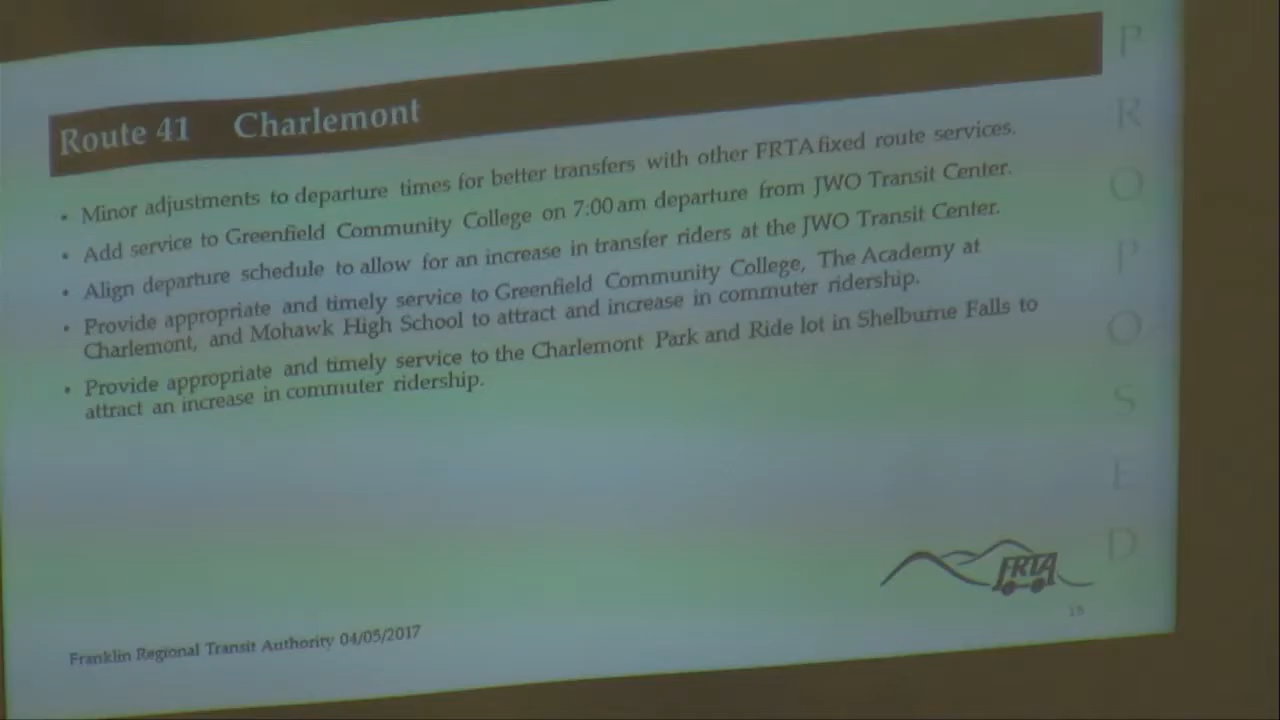 Route 41 Charlemont
• Minor adjustments to departure times for better transfers with other FRTA fixed route services.
• Add service to Greenfield Community College on 7:00 am departure from JWO Transit Center.
• Align departure schedule to allow for an increase in transfer riders at the JWO Transit Center.
• Provide appropriate and timely service to Greenfield Community College, The Academy at
Charlemont, and Mohawk High School to attract and increase in commuter ridership.
• Provide appropriate and timely service to the Charlemont Park and Ride lot in Shelburne Falls to
attract an increase in commuter ridership.
PROPOSED
FRTA
Franklin Regional Transit Authority 04/05/2017